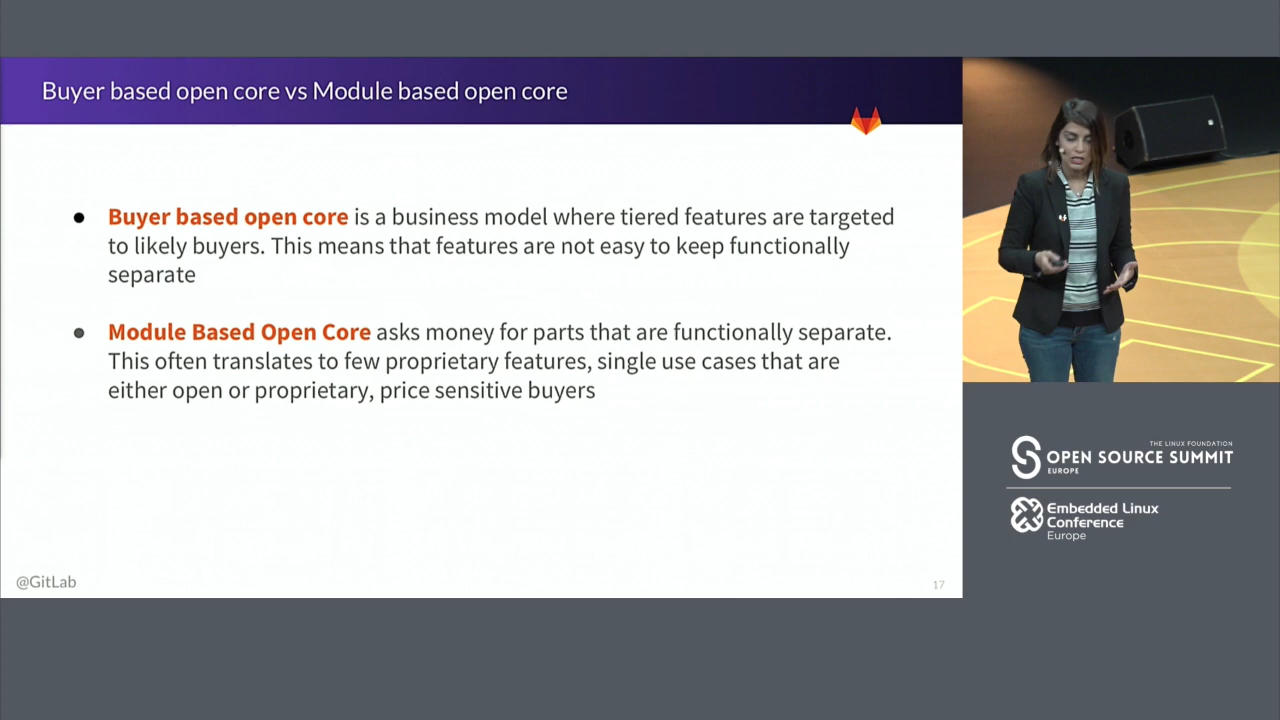 Buyer based open core vs Module based open core
● Buyer based open core is a business model where tiered features are targeted
to likely buyers. This means that features are not easy to keep functionally
separate
● Module Based Open Core asks money for parts that are functionally separate.
This often translates to few proprietary features, single use cases that are
either open or proprietary, price sensitive buyers
@GitLab
17
THE LINUX FOUNDATION
OPEN SOURCE SUMMIT
EUROPE
Embedded Linux
Conference
Europe